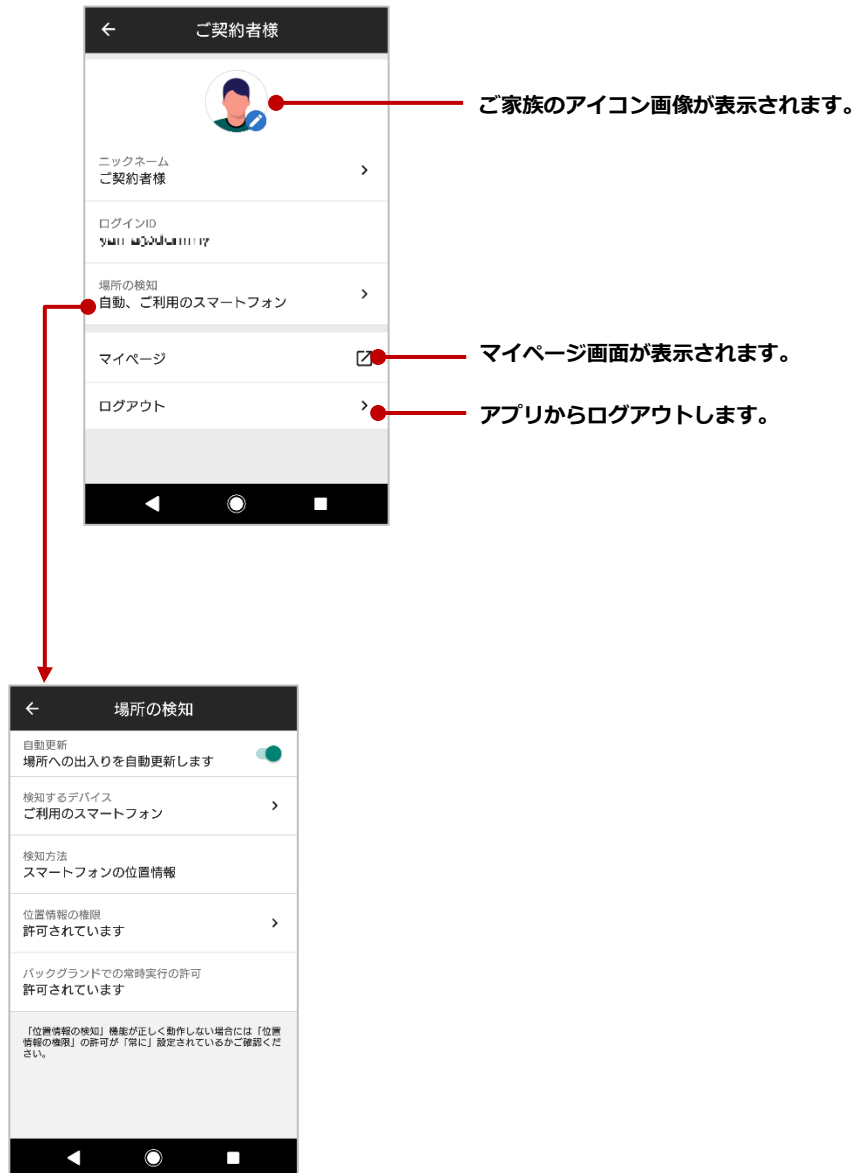 ご契約者様
ご家族のアイコン画像が表示されます。
ニックネーム
ご契約者様
ログインID
場所の検知
自動、ご利用のスマートフォン
マイページ
マイページ画面が表示されます。
ログアウト
アプリからログアウトします。
場所の検知
自動更新
場所への出入りを自動更新します
検知するデバイス
ご利用のスマートフォン
検知方法
スマートフォンの位置情報
位置情報の権限
許可されています
バックグランドでの常時実行の許可
許可されています
「位置情報の検知」機能が正しく動作しない場合には「位置
情報の権限」の許可が「常に」設定されているかご確認くだ
さい。